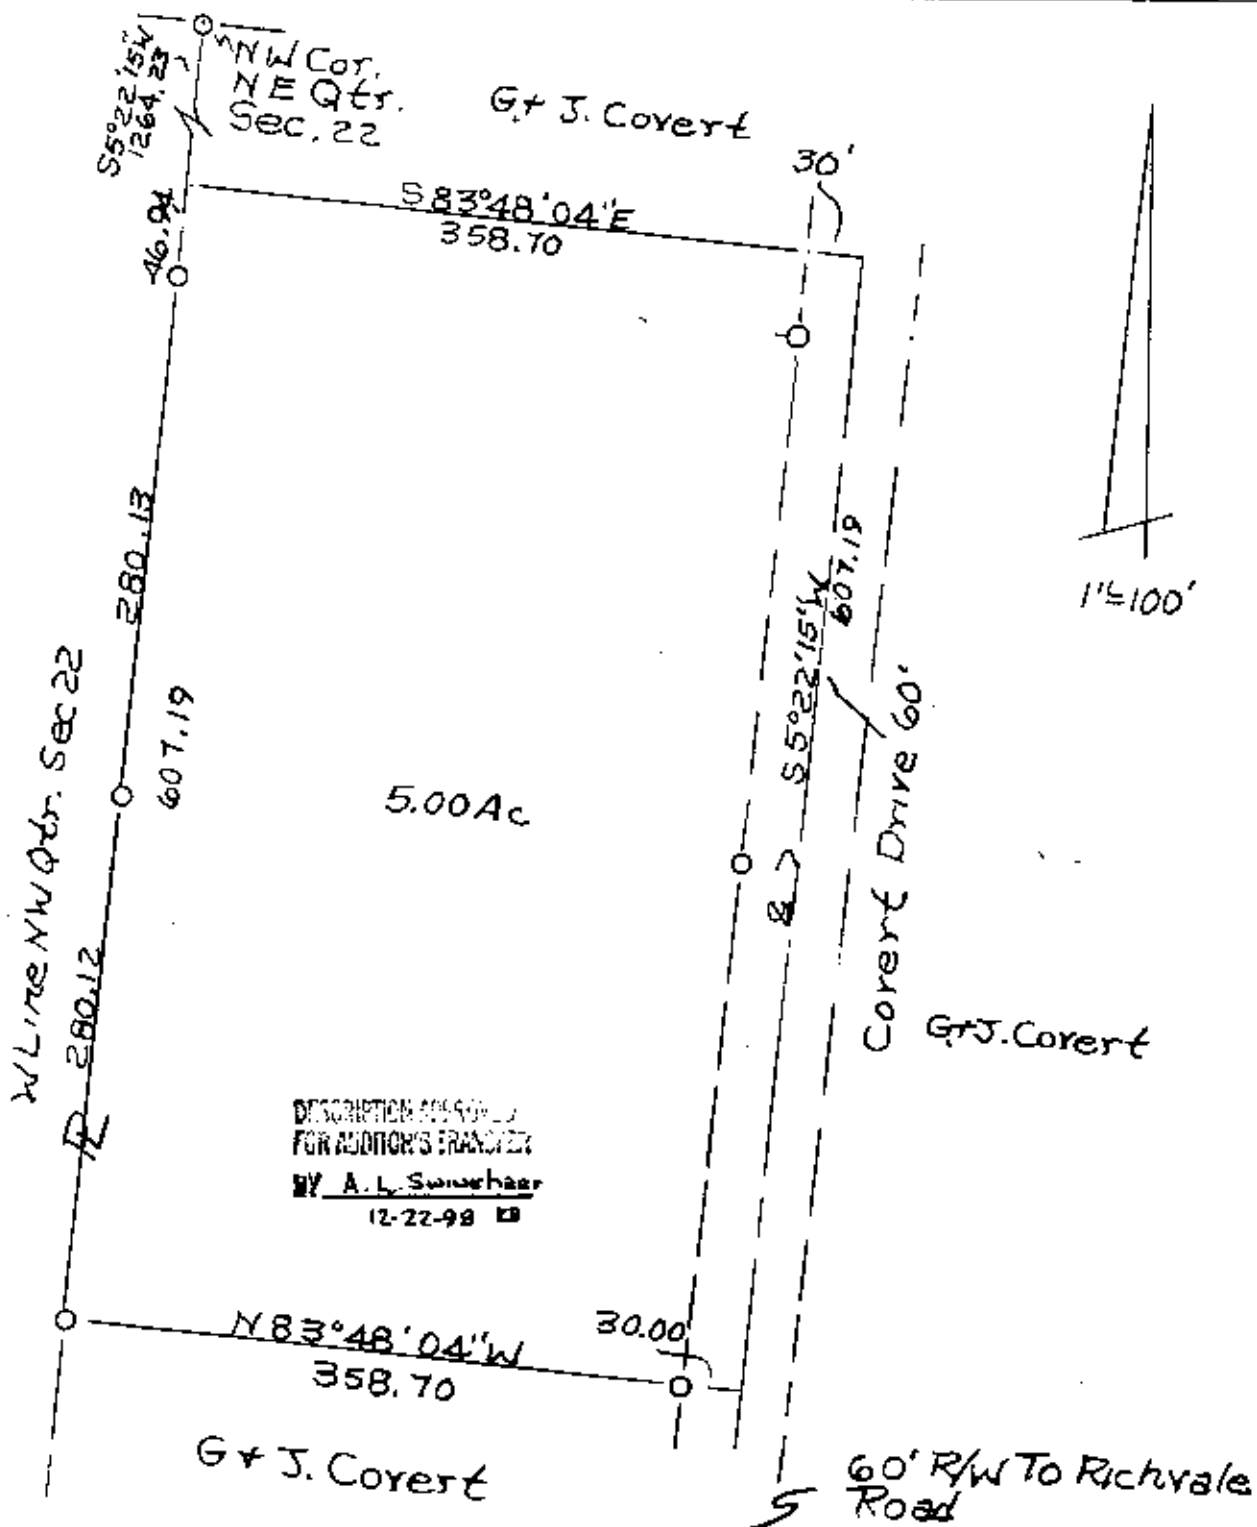 S5°22'15"W
1264.23
NW Cor.
NE Qtr.
Sec. 22
G+ J. Covert
30'
S83°48'04"E
358.70
46.94
280.13
607.19
S5°22'15"W
607.19
1"=100'
W Line NW Qtr. Sec 22
607.19
5.00Ac
Covert Drive 60'
280.12
G+J. Covert
DESCRIPTION APPROVED
FOR AUDITOR'S TRANSFER
BY A. L.
12-22-98
N83°48'04"W
358.70
30.00
G + J. Covert
60' R/W To Richvale
Road